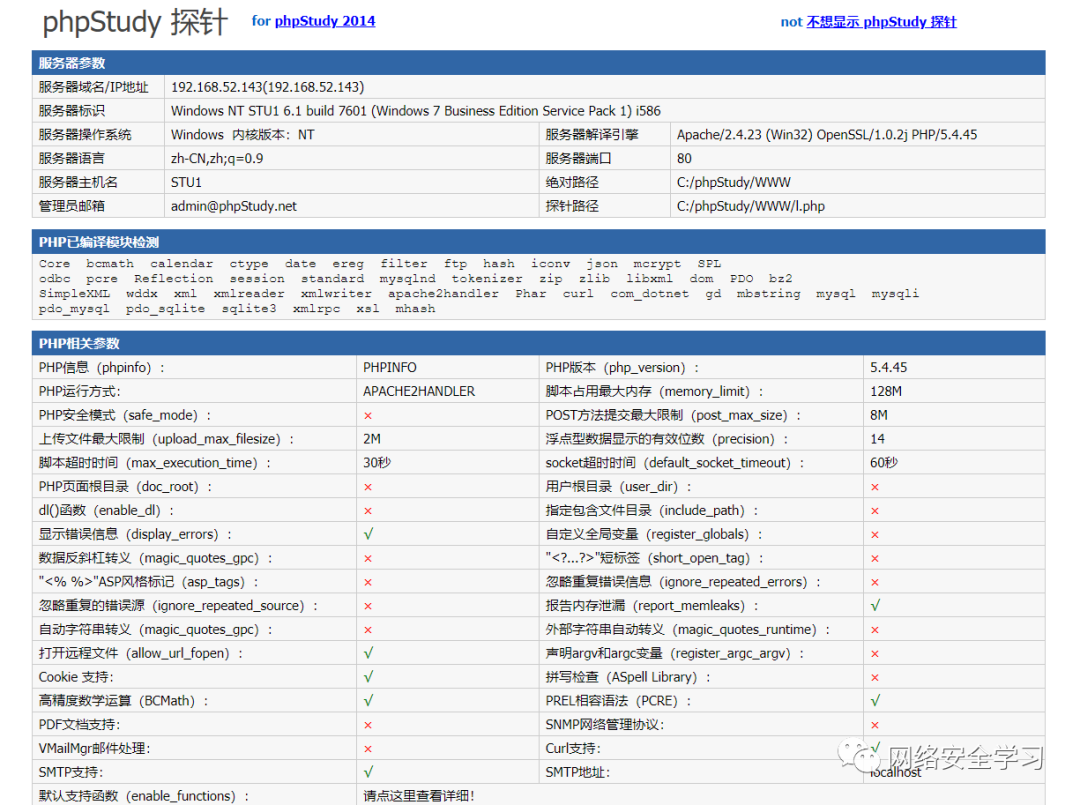 phpStudy 探针 for phpStudy 2014 not 不想显示 phpStudy 探针
服务器参数
服务器域名/IP地址 192.168.52.143(192.168.52.143)
服务器标识 Windows NT STU1 6.1 build 7601 (Windows 7 Business Edition Service Pack 1) i586
服务器操作系统 Windows 内核版本：NT 服务器解译引擎 Apache/2.4.23 (Win32) OpenSSL/1.0.2j PHP/5.4.45
服务器语言 zh-CN,zh;q=0.9 服务器端口 80
服务器主机名 STU1 绝对路径 C:/phpStudy/WWW
管理员邮箱 admin@phpStudy.net 探针路径 C:/phpStudy/WWW/l.php
PHP已编译模块检测
Core bcmath calendar ctype date ereg filter ftp hash iconv json mcrypt SPL
odbc pcre Reflection session standard mysqlnd tokenizer zip zlib libxml dom PDO bz2
SimpleXML wddx xml xmlreader xmlwriter apache2handler Phar curl com_dotnet gd mbstring mysql mysqli
pdo_mysql pdo_sqlite sqlite3 xmlrpc xsl mhash
PHP相关参数
PHP信息（phpinfo）： PHPINFO PHP版本（php_version）： 5.4.45
PHP运行方式： APACHE2HANDLER 脚本占用最大内存（memory_limit）： 128M
PHP安全模式（safe_mode）： × POST方法提交最大限制（post_max_size）： 8M
上传文件最大限制（upload_max_filesize）： 2M 浮点型数据显示的有效位数（precision）： 14
脚本超时时间（max_execution_time）： 30秒 socket超时时间（default_socket_timeout）： 60秒
PHP页面根目录（doc_root）： × 用户根目录（user_dir）： ×
dl()函数（enable_dl）： × 指定包含文件目录（include_path）： ×
显示错误信息（display_errors）： √ 自定义全局变量（register_globals）： ×
数据反斜杠转义（magic_quotes_gpc）： × "<?...?>"短标签（short_open_tag）： ×
"<% %>"ASP风格标记（asp_tags）： × 忽略重复错误信息（ignore_repeated_errors）： ×
忽略重复的错误源（ignore_repeated_source）： × 报告内存泄漏（report_memleaks）： √
自动字符串转义（magic_quotes_gpc）： × 外部字符串自动转义（magic_quotes_runtime）： ×
打开远程文件（allow_url_fopen）： √ 声明argv和argc变量（register_argc_argv）： ×
Cookie 支持： √ 拼写检查（ASpell Library）： ×
高精度数学运算（BCMath）： √ PREL相容语法（PCRE）： √
PDF文档支持： × SNMP网络管理协议： ×
VMailMgr邮件处理： × Curl支持： √
网络安全学习
SMTP支持： √ SMTP地址： localhost
默认支持函数（enable_functions）： 请点这里查看详细！